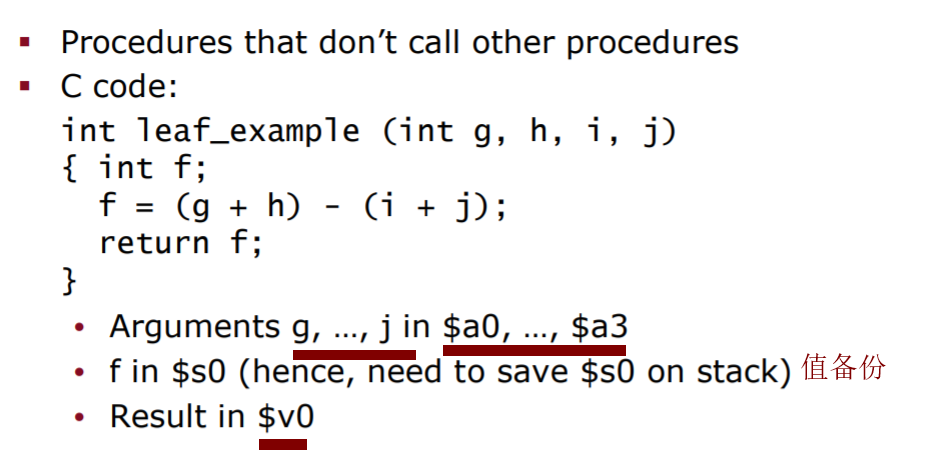 ▪ Procedures that don’t call other procedures
▪ C code:
int leaf_example (int g, h, i, j)
{ int f;
f = (g + h) - (i + j);
return f;
}
• Arguments g, …, j in $a0, …, $a3
• f in $s0 (hence, need to save $s0 on stack) 值备份
• Result in $v0